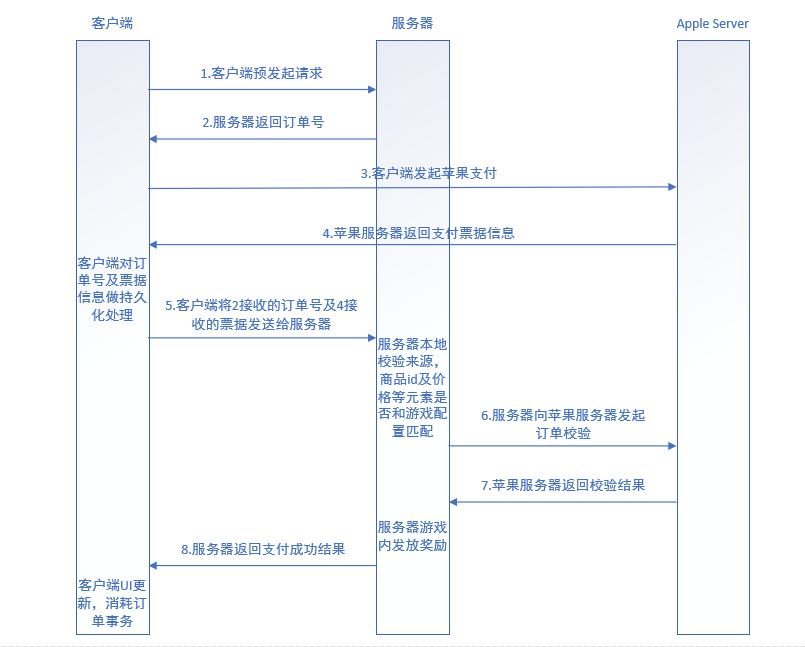 客户端
服务器
Apple Server
1.客户端预发起请求
2.服务器返回订单号
3.客户端发起苹果支付
4.苹果服务器返回支付票据信息
客户端对订
单号及票据
信息做持久
化处理
5.客户端将2接收的订单号及4接
收的票据发送给服务器
服务器本地
校验来源，
商品id及价
格等元素是
否和游戏配
置匹配
6.服务器向苹果服务器发起
订单校验
7.苹果服务器返回校验结果
服务器游戏
内发放奖励
8.服务器返回支付成功结果
客户端UI更
新，消耗订
单事务